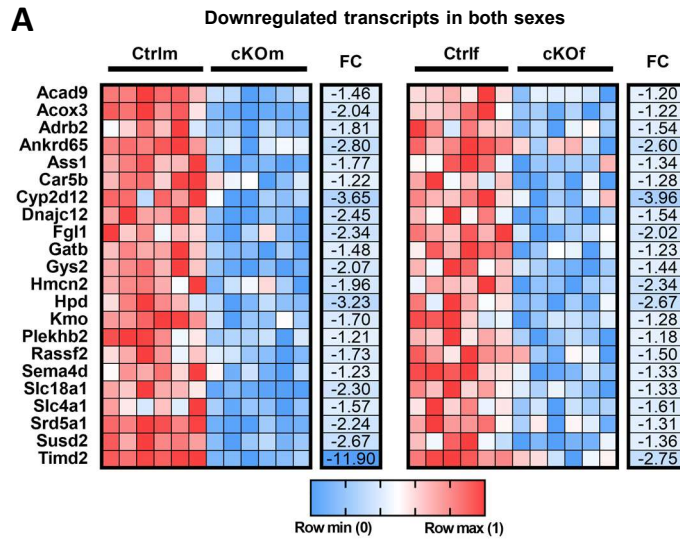 A
Downregulated transcripts in both sexes
Ctrlm cKOm FC Ctrlf cKOf FC
Acad9 -1.46 -1.20
Acox3 -2.04 -1.22
Adrb2 -1.81 -1.54
Ankrd65 -2.80 -2.60
Ass1 -1.77 -1.34
Car5b -1.22 -1.28
Cyp2d12 -3.65 -3.96
Dnajc12 -2.45 -1.54
Fgl1 -2.34 -2.02
Gatb -1.48 -1.23
Gys2 -2.07 -1.44
Hmcn2 -1.96 -2.34
Hpd -3.23 -2.67
Kmo -1.70 -1.28
Plekhb2 -1.21 -1.18
Rassf2 -1.73 -1.50
Sema4d -1.23 -1.33
Slc18a1 -2.30 -1.33
Slc4a1 -1.57 -1.61
Srd5a1 -2.24 -1.31
Susd2 -2.67 -1.36
Timd2 -11.90 -2.75
Row min (0) Row max (1)